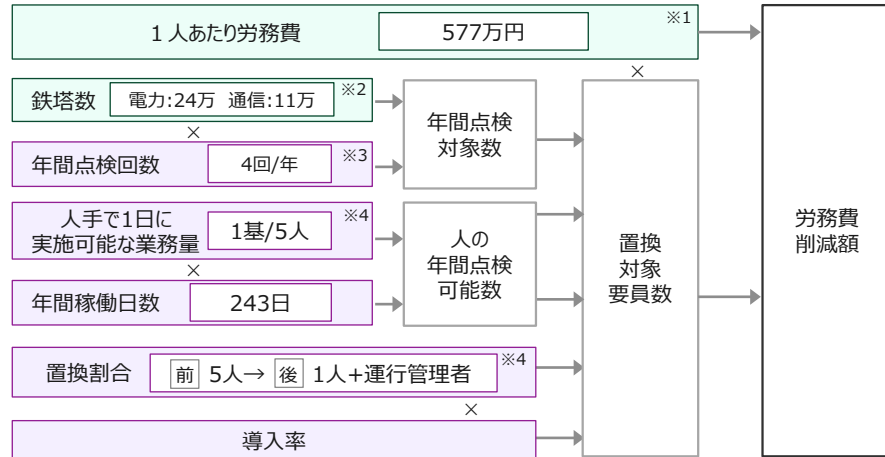 1人あたり労務費
577万円
※1
×
鉄塔数
電力:24万 通信:11万
※2
×
年間点検回数
4回/年
※3
年間点検
対象数
人手で1日に
実施可能な業務量
1基/5人
※4
×
年間稼働日数
243日
人の
年間点検
可能数
置換割合
前 5人→ 後 1人+運行管理者
※4
×
導入率
置換
対象
要員数
労務費
削減額